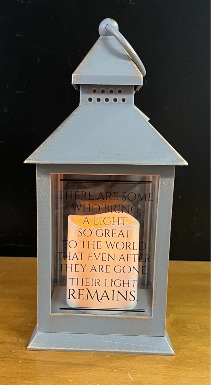 THERE ARE SOME
WHO BRING
A LIGHT
SO GREAT
TO THE WORLD
THAT EVEN AFTER
THEY ARE GONE
THEIR LIGHT
REMAINS.